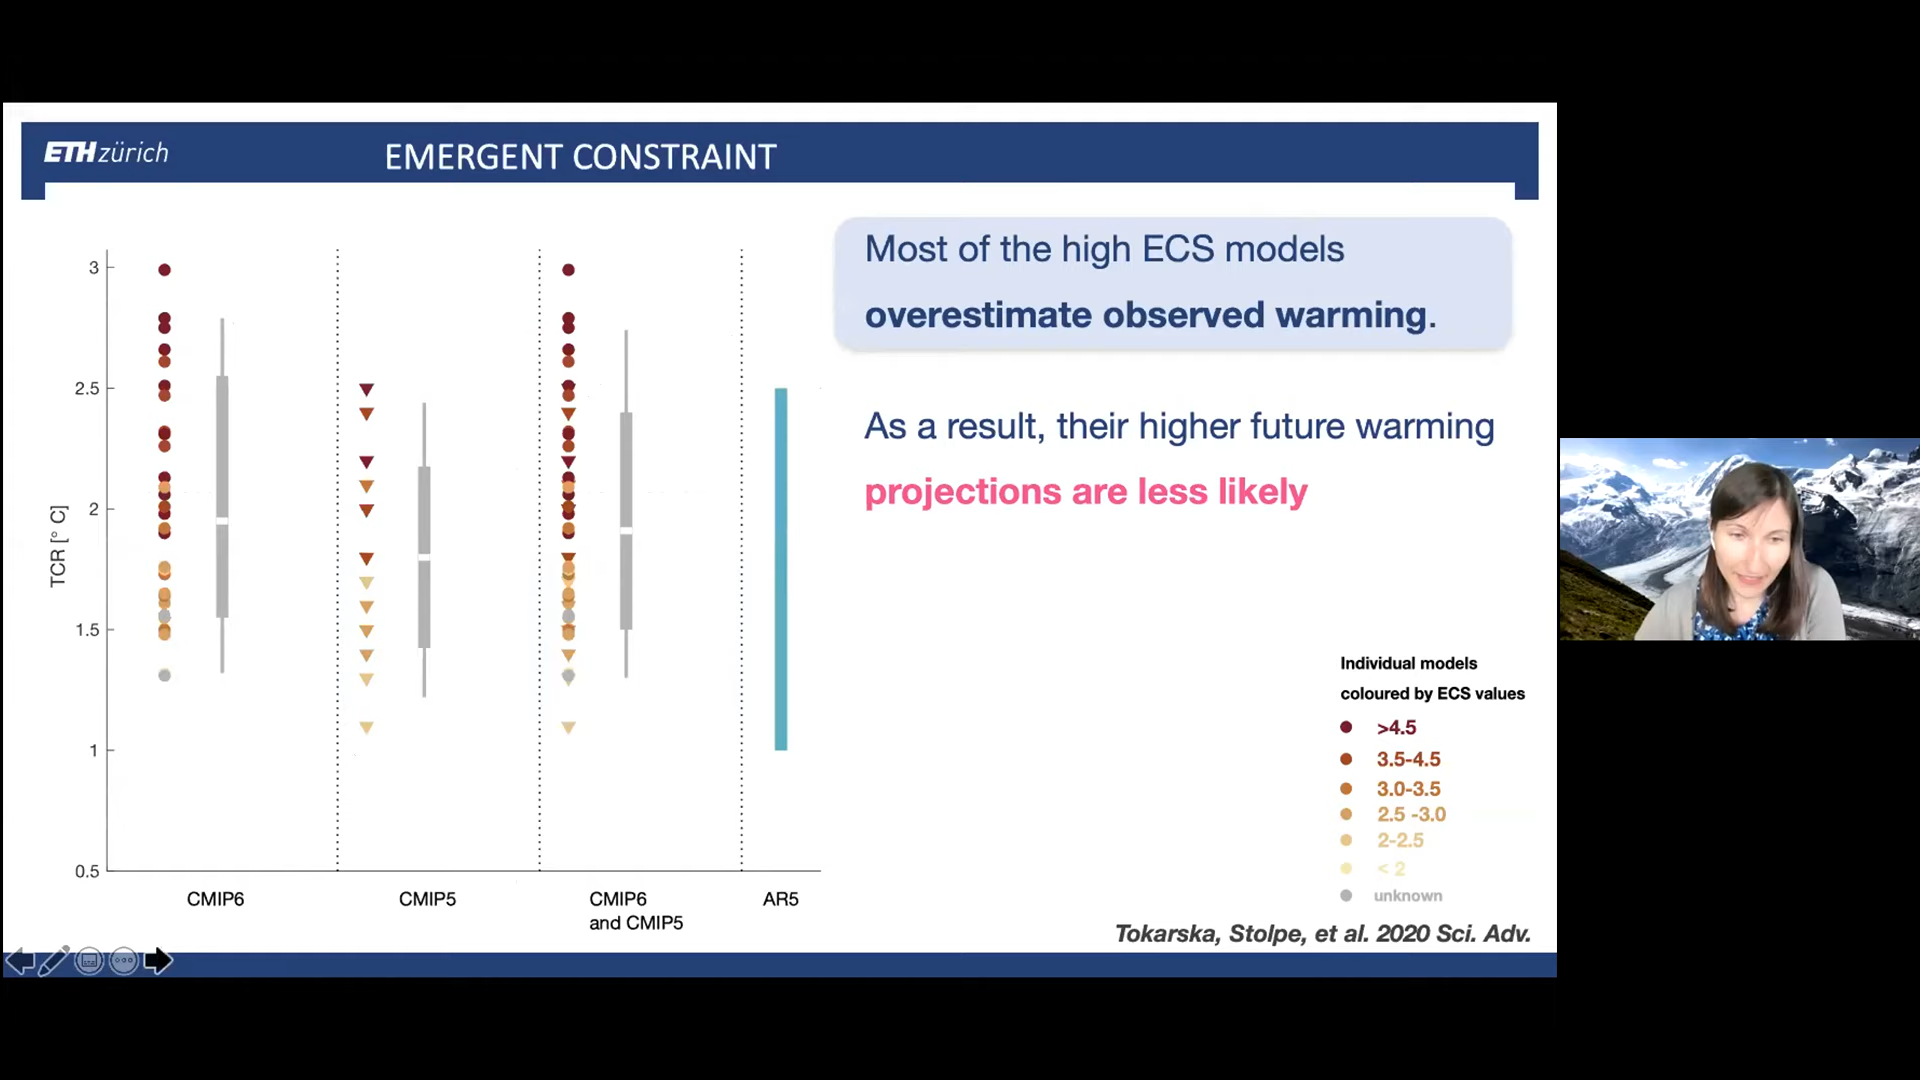 ETH zürich
EMERGENT CONSTRAINT
Most of the high ECS models
overestimate observed warming.
As a result, their higher future warming
projections are less likely
TCR [° C]
3
2.5
2
1.5
1
0.5
CMIP6
CMIP5
CMIP6
and CMIP5
AR5
Individual models
coloured by ECS values
>4.5
3.5-4.5
3.0-3.5
2.5 -3.0
2-2.5
< 2
unknown
Tokarska, Stolpe, et al. 2020 Sci. Adv.